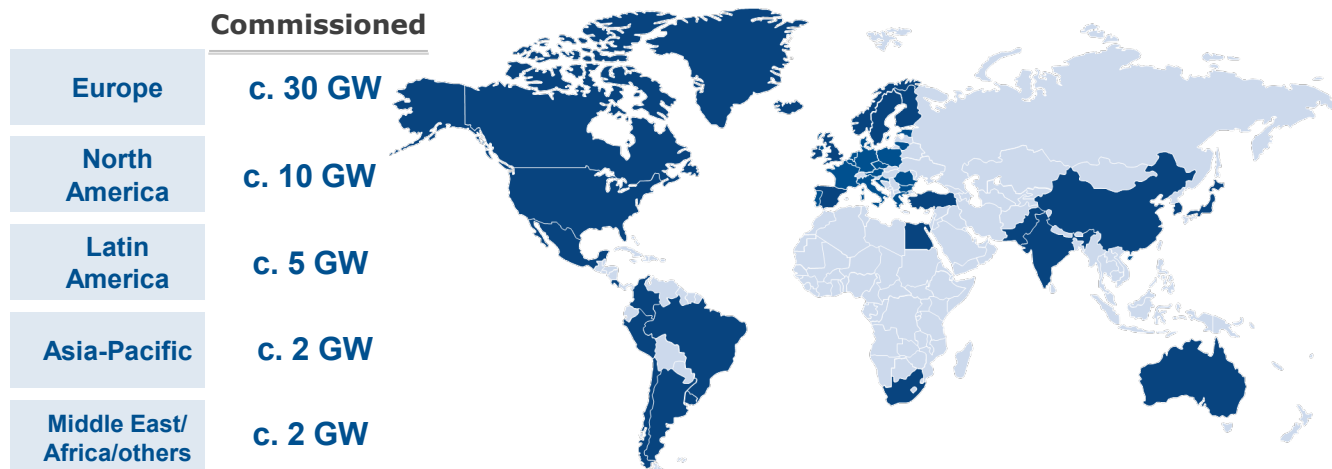 Commissioned
Europe
c. 30 GW
North
America
c. 10 GW
Latin
America
c. 5 GW
Asia-Pacific
c. 2 GW
Middle East/
Africa/others
c. 2 GW